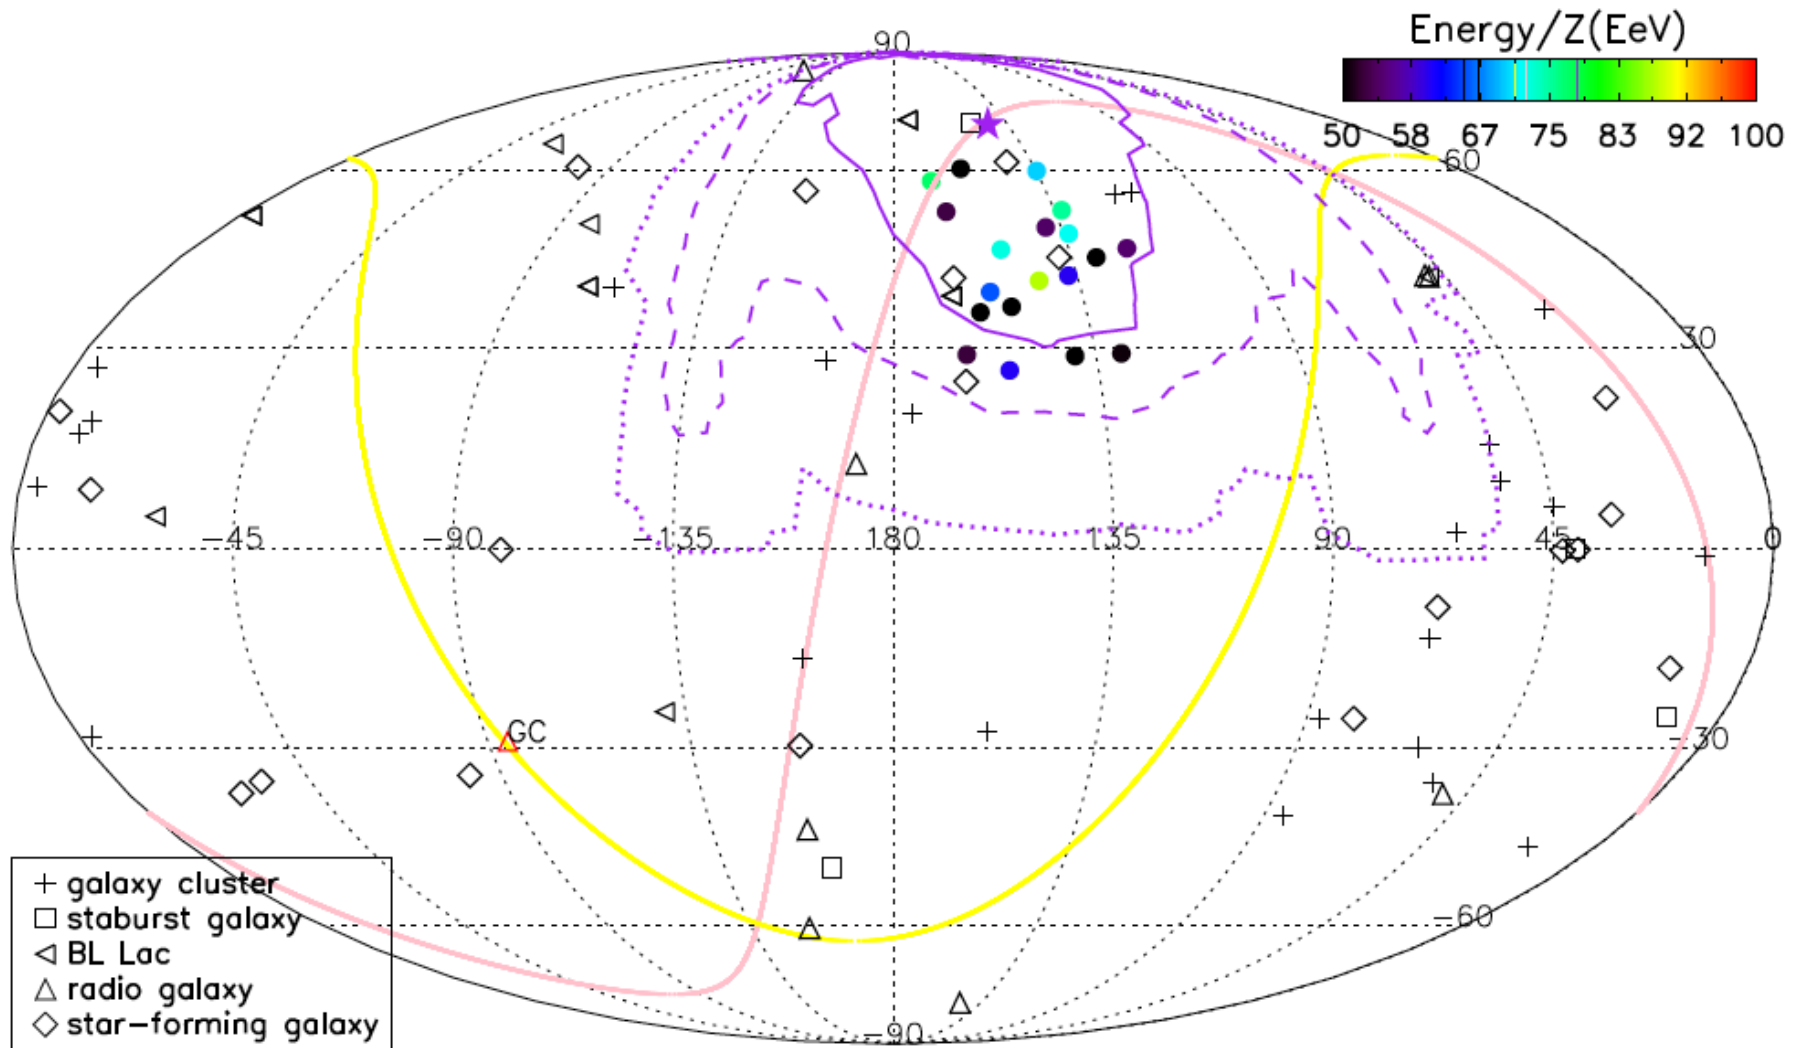 Energy/Z(EeV)
50 58 67 75 83 92 100
90
60
30
−45 −90 −135 180 135 90 45 0
GC
−30
−60
−90
galaxy cluster
staburst galaxy
BL Lac
radio galaxy
star−forming galaxy